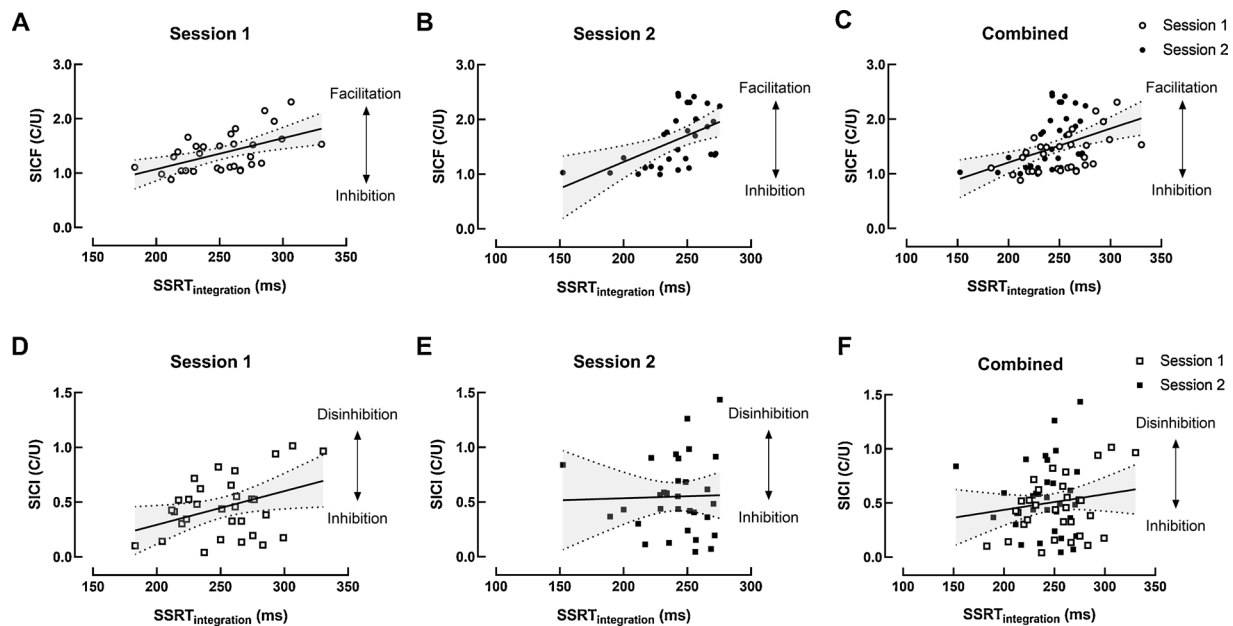 A
Session 1
SICF (C/U)
3.0
2.0
1.0
0.0
150 200 250 300 350
SSRTintegration (ms)
Facilitation
Inhibition
B
Session 2
SICF (C/U)
3.0
2.0
1.0
0.0
100 150 200 250 300
SSRTintegration (ms)
Facilitation
Inhibition
C
Combined
Session 1
Session 2
SICF (C/U)
3.0
2.0
1.0
0.0
100 150 200 250 300 350
SSRTintegration (ms)
Facilitation
Inhibition
D
Session 1
SICI (C/U)
1.5
1.0
0.5
0.0
150 200 250 300 350
SSRTintegration (ms)
Disinhibition
Inhibition
E
Session 2
SICI (C/U)
1.5
1.0
0.5
0.0
100 150 200 250 300
SSRTintegration (ms)
Disinhibition
Inhibition
F
Combined
Session 1
Session 2
SICI (C/U)
1.5
1.0
0.5
0.0
100 150 200 250 300 350
SSRTintegration (ms)
Disinhibition
Inhibition